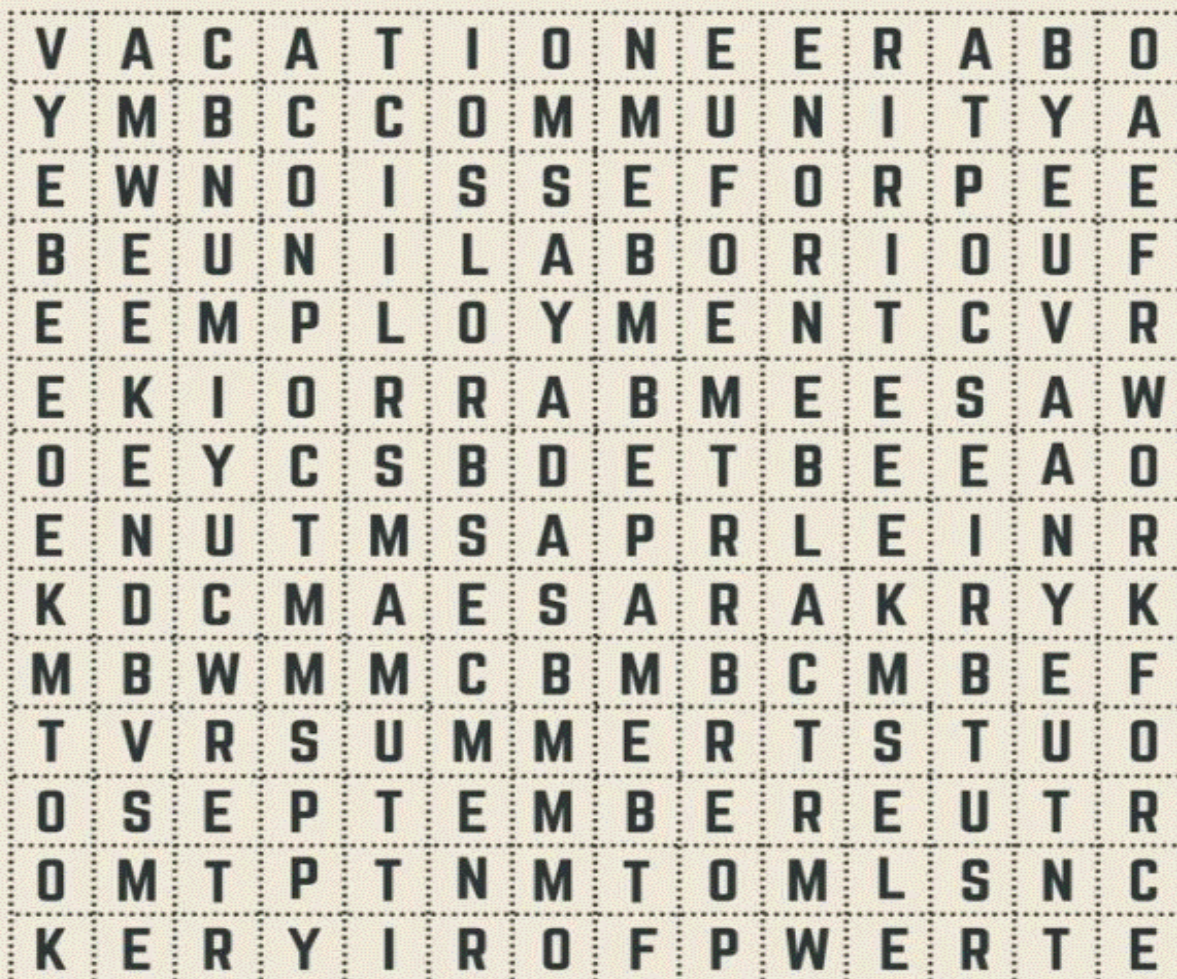 V A C A T I O N E E R A B O
Y M B C C O M M U N I T Y A
E W N O I S S E F O R P E E
B E U N I L A B O R I O U F
E E M P L O Y M E N T C V R
E K I O R R A B M E E S A W
O E Y C S B D E T B E E A O
E N U T M S A P R L E I N R
K D C M A E S A R A K R Y K
M B W M M C B M B C M B E F
T V R S U M M E R T S T U O
O S E P T E M B E R E U T R
O M T P T N M T O M L S N C
K E R Y I R O F P W E R T E